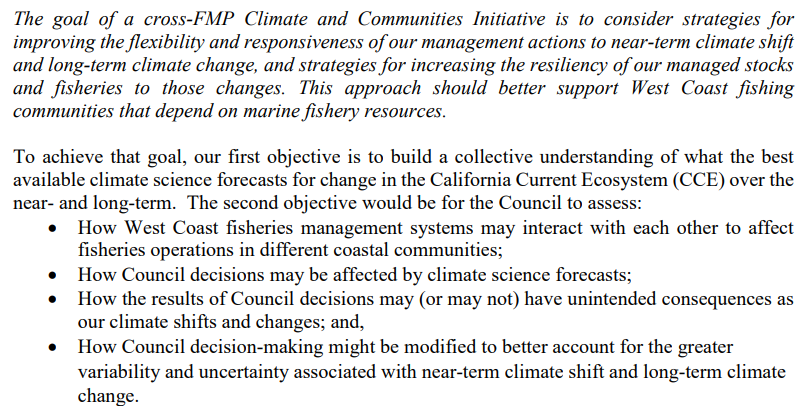 The goal of a cross-FMP Climate and Communities Initiative is to consider strategies for
improving the flexibility and responsiveness of our management actions to near-term climate shift
and long-term climate change, and strategies for increasing the resiliency of our managed stocks
and fisheries to those changes. This approach should better support West Coast fishing
communities that depend on marine fishery resources.
To achieve that goal, our first objective is to build a collective understanding of what the best
available climate science forecasts for change in the California Current Ecosystem (CCE) over the
near- and long-term. The second objective would be for the Council to assess:
• How West Coast fisheries management systems may interact with each other to affect
fisheries operations in different coastal communities;
• How Council decisions may be affected by climate science forecasts;
• How the results of Council decisions may (or may not) have unintended consequences as
our climate shifts and changes; and,
• How Council decision-making might be modified to better account for the greater
variability and uncertainty associated with near-term climate shift and long-term climate
change.